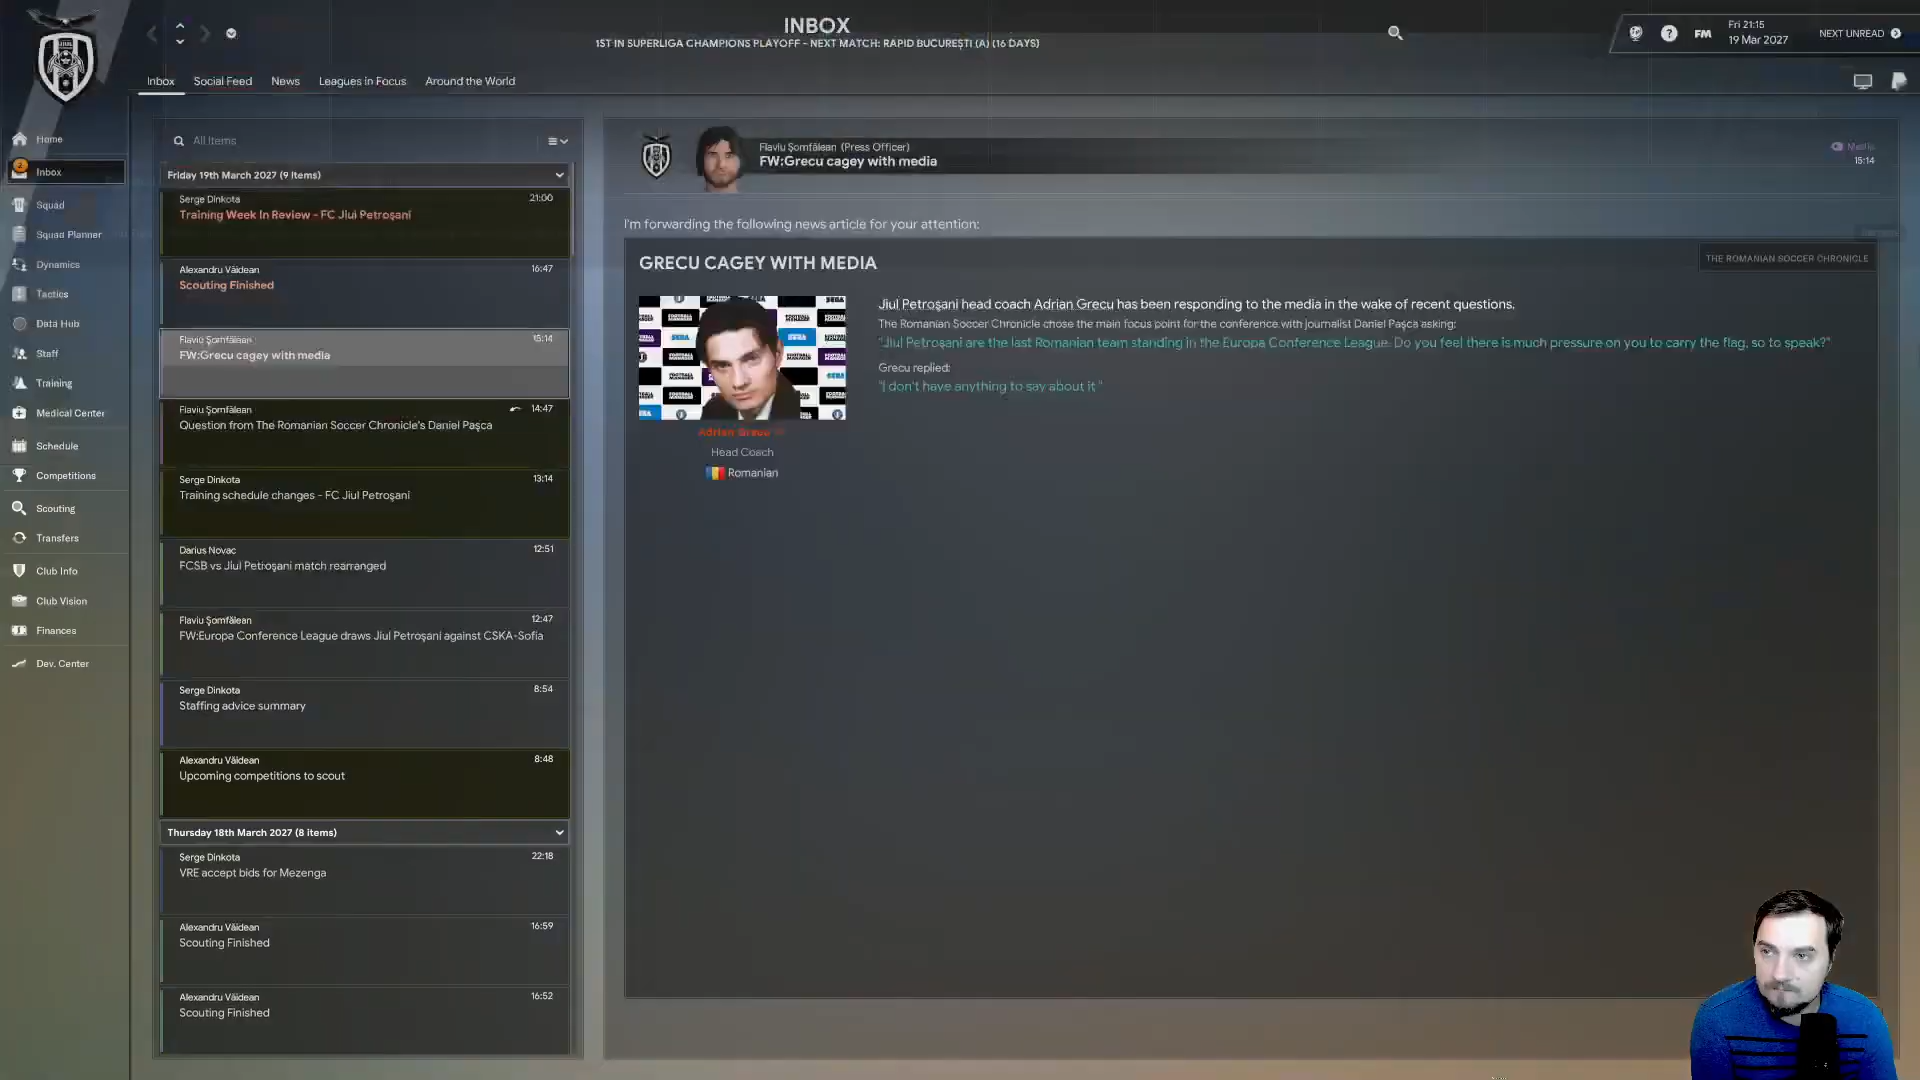 INBOX
1ST IN SUPERLIGA CHAMPIONS PLAYOFF - NEXT MATCH: RAPID BUCUREȘTI (A) (16 DAYS)
FM
Fri 21:15
19 Mar 2027
NEXT UNREAD
Inbox
Social Feed
News
Leagues in Focus
Around the World
Home
2
Inbox
Squad
Squad Planner
Dynamics
Tactics
Data Hub
Staff
Training
Medical Center
Schedule
Competitions
Scouting
Transfers
Club Info
Club Vision
Finances
Dev. Center
All Items
Friday 19th March 2027 (9 Items)
Serge Dinkota 21:00
Training Week In Review - FC Jiul Petroșani
Alexandru Văidean 16:47
Scouting Finished
Flaviu Șomfălean 15:14
FW:Grecu cagey with media
Flaviu Șomfălean 14:47
Question from The Romanian Soccer Chronicle's Daniel Pașca
Serge Dinkota 13:14
Training schedule changes - FC Jiul Petroșani
Darius Novac 12:51
FCSB vs Jiul Petroșani match rearranged
Flaviu Șomfălean 12:47
FW:Europa Conference League draws Jiul Petroșani against CSKA-Sofia
Serge Dinkota 8:54
Staffing advice summary
Alexandru Văidean 8:48
Upcoming competitions to scout
Thursday 18th March 2027 (8 items)
Serge Dinkota 22:18
VRE accept bids for Mezenga
Alexandru Văidean 16:59
Scouting Finished
Alexandru Văidean 16:52
Scouting Finished
Flaviu Șomfălean (Press Officer)
FW:Grecu cagey with media
Media
15:14
I'm forwarding the following news article for your attention:
GRECU CAGEY WITH MEDIA
THE ROMANIAN SOCCER CHRONICLE
Jiul Petroșani head coach Adrian Grecu has been responding to the media in the wake of recent questions.
The Romanian Soccer Chronicle chose the main focus point for the conference with journalist Daniel Pașca asking:
"Jiul Petroșani are the last Romanian team standing in the Europa Conference League. Do you feel there is much pressure on you to carry the flag, so to speak?"
Grecu replied:
"I don't have anything to say about it."
Adrian Grecu
Head Coach
Romanian